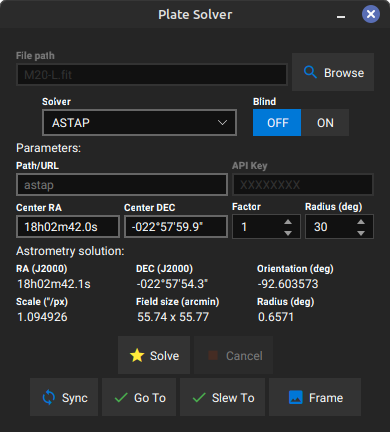 Plate Solver
File path
M20-L.fit
Browse
Solver
Blind
ASTAP
OFF
ON
Parameters:
Path/URL
API Key
astap
XXXXXXXX
Center RA
Center DEC
Factor
Radius (deg)
18h02m42.0s
-022°57'59.9"
1
30
Astrometry solution:
RA (J2000)
DEC (J2000)
Orientation (deg)
18h02m42.1s
-022°57'54.3"
-92.603573
Scale ("/px)
Field size (arcmin)
Radius (deg)
1.094926
55.74 x 55.77
0.6571
Solve
Cancel
Sync
Go To
Slew To
Frame